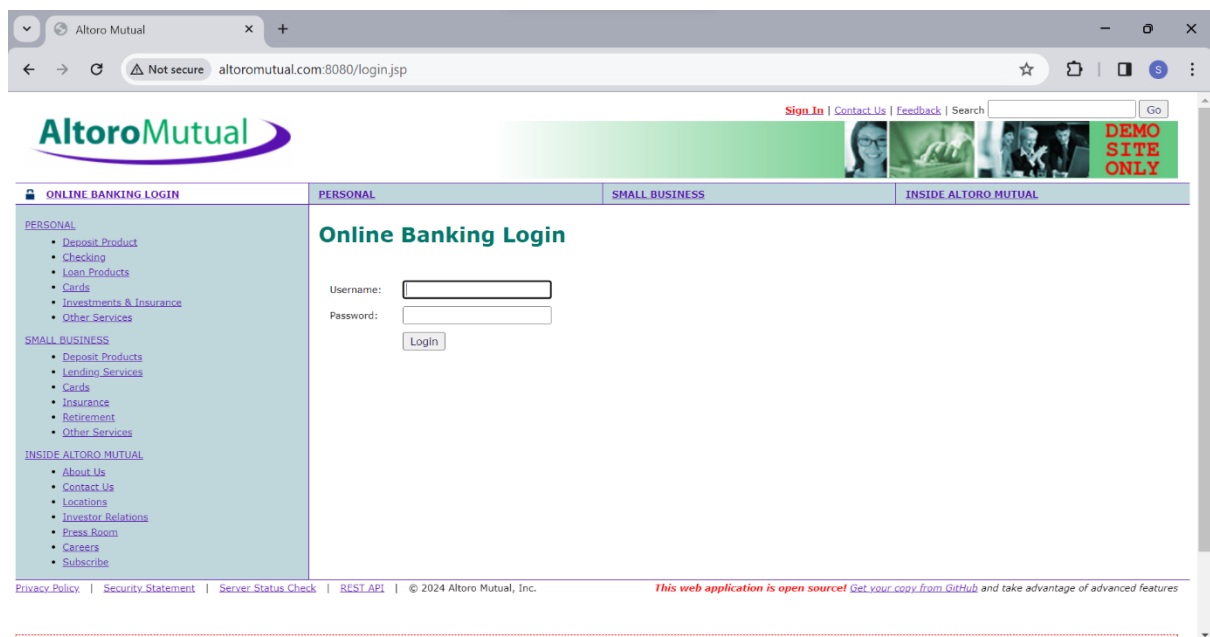 Altoro Mutual
Not secure altoromutual.com:8080/login.jsp
S
Sign In | Contact Us | Feedback | Search Go
AltoroMutual
DEMO
SITE
ONLY
ONLINE BANKING LOGIN PERSONAL SMALL BUSINESS INSIDE ALTORO MUTUAL
PERSONAL
Deposit Product
Checking
Loan Products
Cards
Investments & Insurance
Other Services
SMALL BUSINESS
Deposit Products
Lending Services
Cards
Insurance
Retirement
Other Services
INSIDE ALTORO MUTUAL
About Us
Contact Us
Locations
Investor Relations
Press Room
Careers
Subscribe
Online Banking Login
Username:
Password:
Login
Privacy Policy | Security Statement | Server Status Check | REST API | © 2024 Altoro Mutual, Inc. This web application is open source! Get your copy from GitHub and take advantage of advanced features